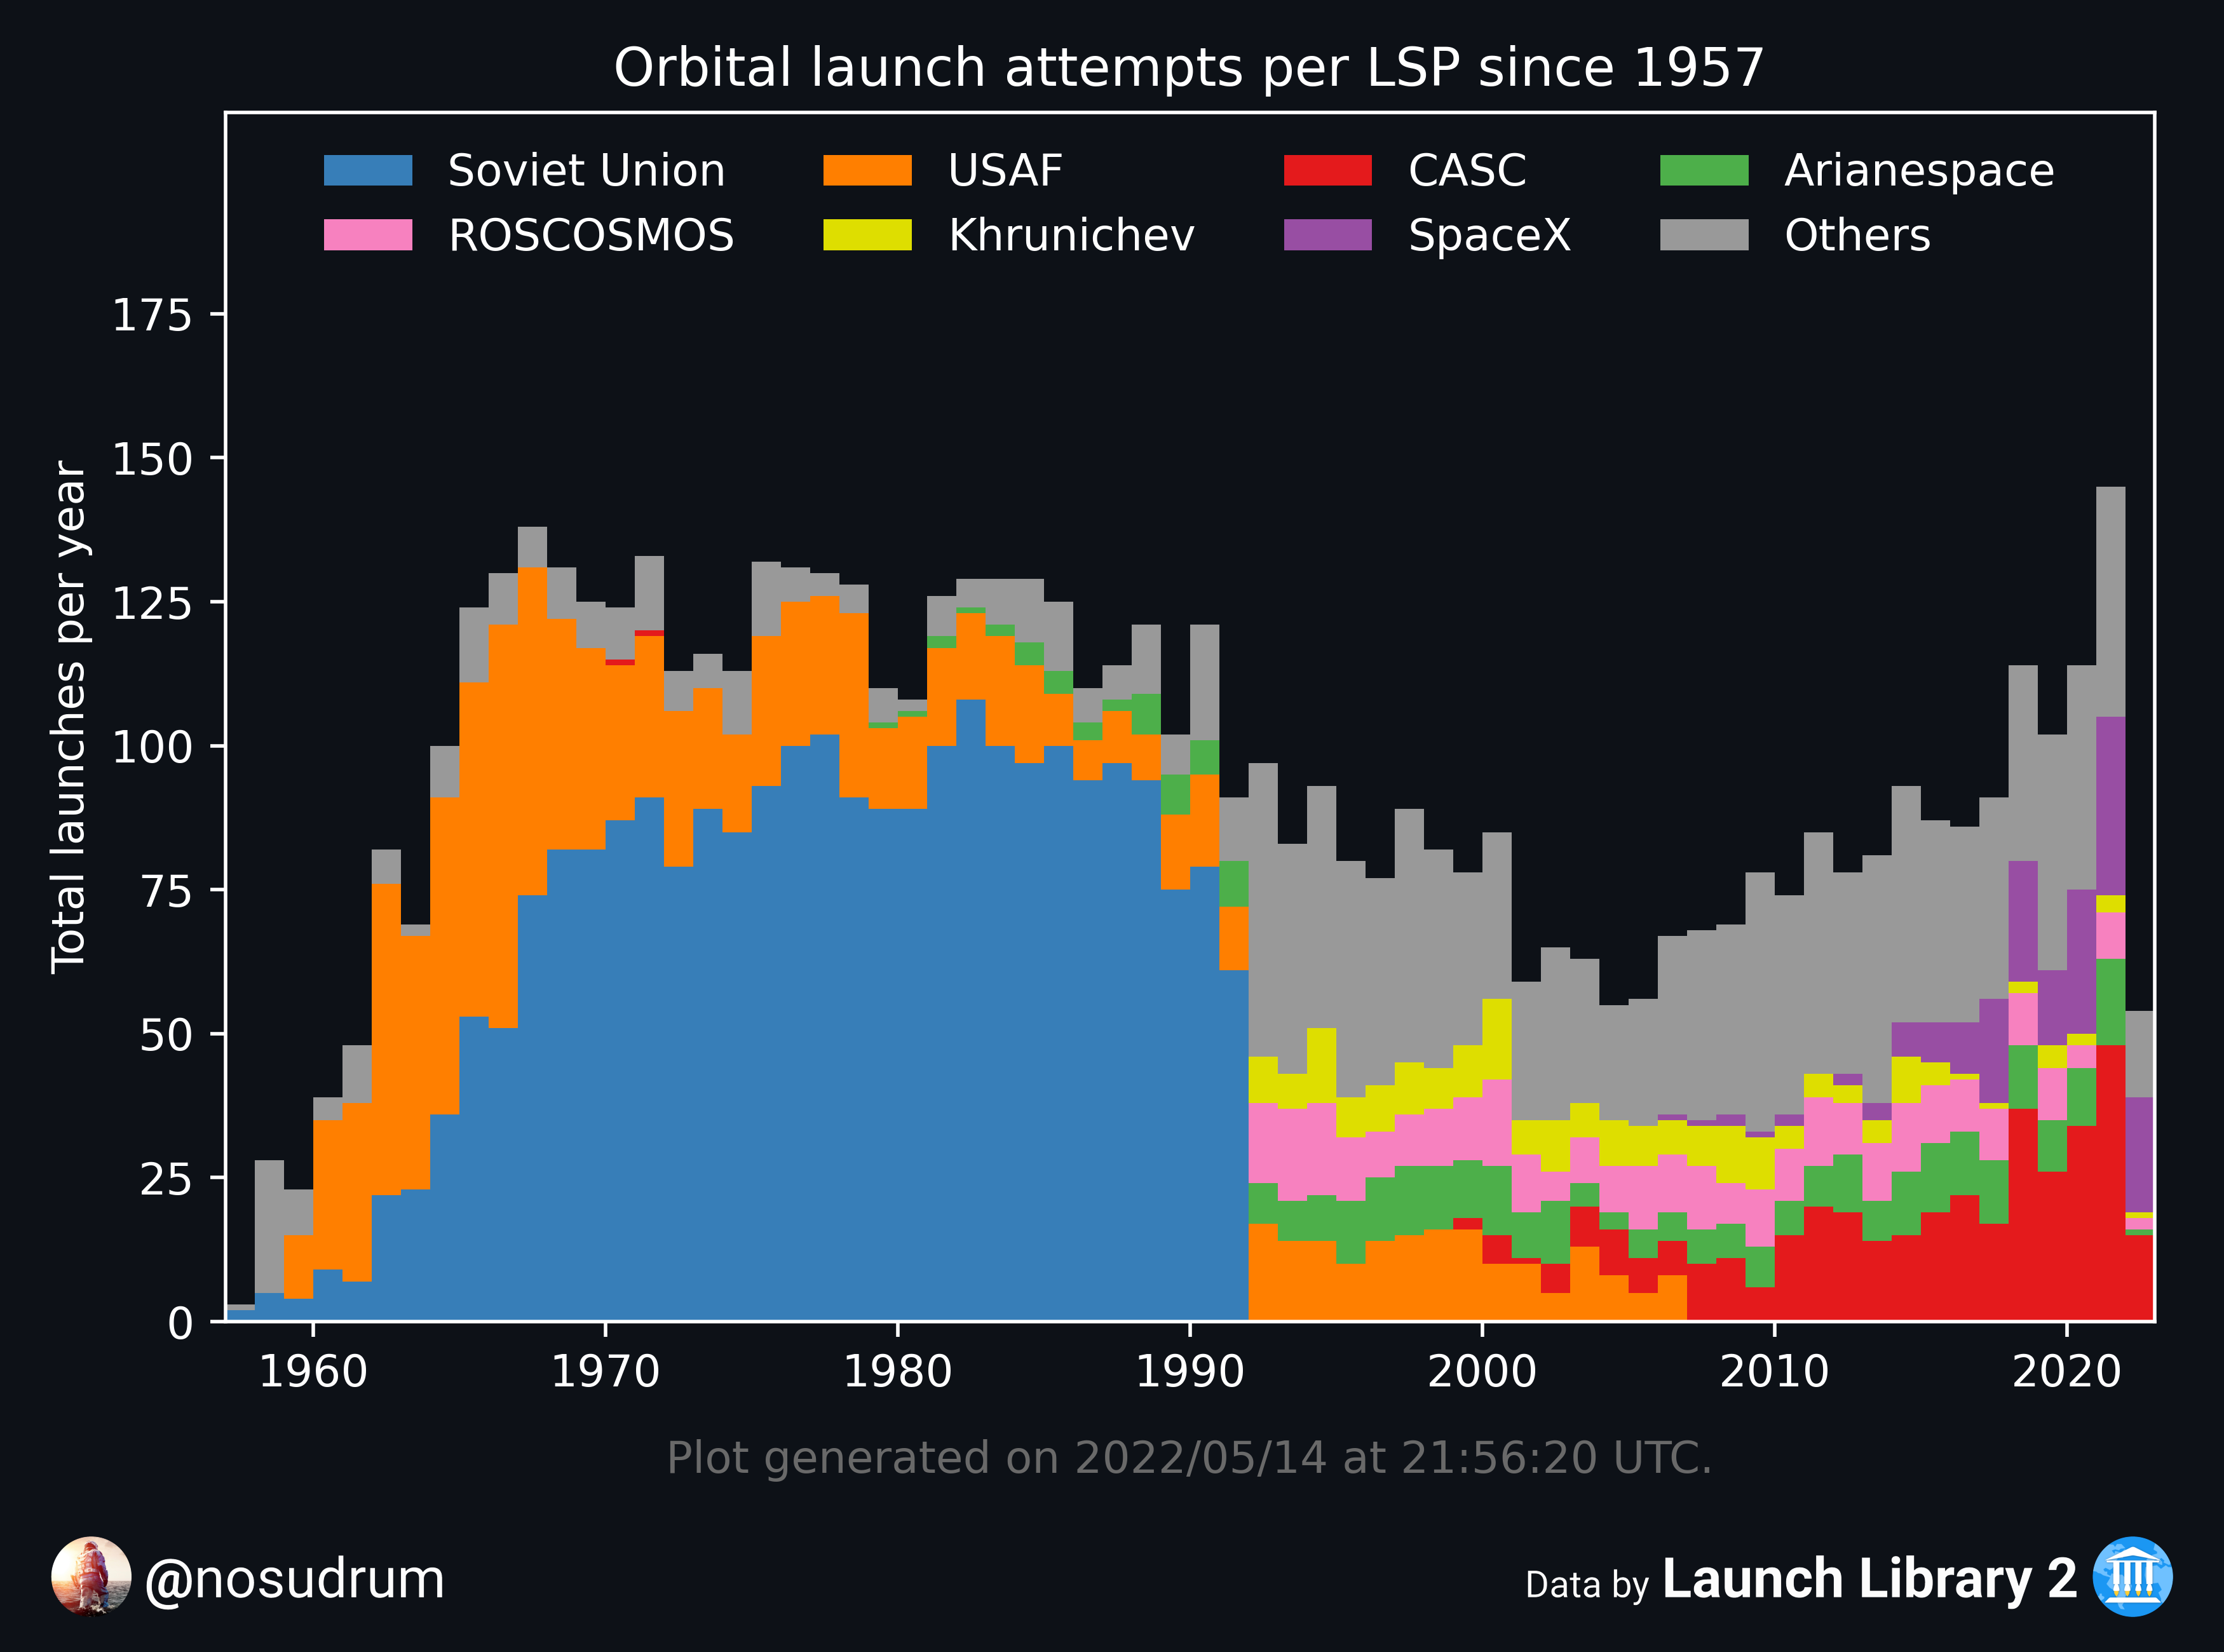 Orbital launch attempts per LSP since 1957
Soviet Union USAF CASC Arianespace
ROSCOSMOS Khrunichev SpaceX Others
Total launches per year
175
150
125
100
75
50
25
0
1960 1970 1980 1990 2000 2010 2020
Plot generated on 2022/05/14 at 21:56:20 UTC.
@nosudrum
Data by Launch Library 2